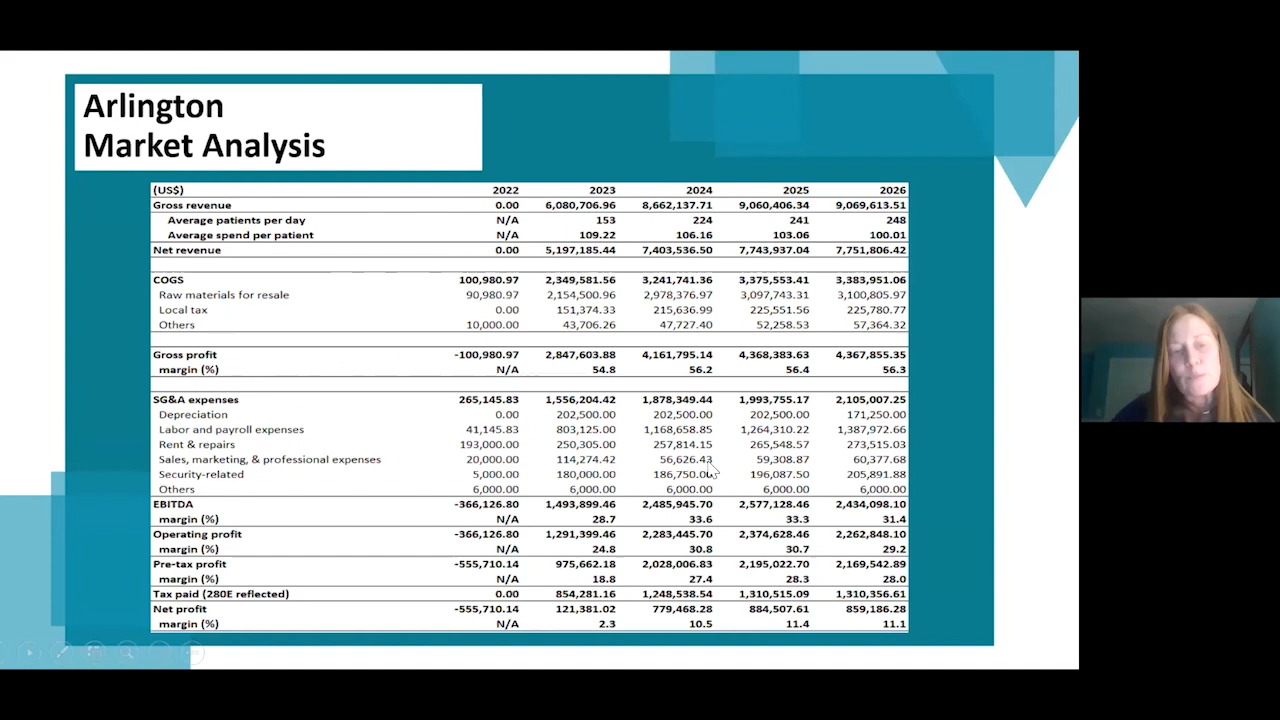 Arlington
Market Analysis
(US$) 2022 2023 2024 2025 2026
Gross revenue 0.00 6,080,706.96 8,662,137.71 9,060,406.34 9,069,613.51
Average patients per day N/A 153 224 241 248
Average spend per patient N/A 109.22 106.16 103.06 100.01
Net revenue 0.00 5,197,185.44 7,403,536.50 7,743,937.04 7,751,806.42
COGS 100,980.97 2,349,581.56 3,241,741.36 3,375,553.41 3,383,951.06
Raw materials for resale 90,980.97 2,154,500.96 2,978,376.97 3,097,743.31 3,100,805.97
Local tax 0.00 151,374.33 215,636.99 225,551.56 225,780.77
Others 10,000.00 43,706.26 47,727.40 52,258.53 57,364.32
Gross profit -100,980.97 2,847,603.88 4,161,795.14 4,368,383.63 4,367,855.35
margin (%) N/A 54.8 56.2 56.4 56.3
SG&A expenses 265,145.83 1,556,204.42 1,878,349.44 1,993,755.17 2,105,007.25
Depreciation 0.00 202,500.00 202,500.00 202,500.00 171,250.00
Labor and payroll expenses 41,145.83 803,125.00 1,168,658.85 1,264,310.22 1,387,972.66
Rent & repairs 193,000.00 250,305.00 257,814.15 265,548.57 273,515.03
Sales, marketing, & professional expenses 20,000.00 114,274.42 56,626.43 59,308.87 60,377.68
Security-related 5,000.00 180,000.00 186,750.00 196,087.50 205,891.88
Others 6,000.00 6,000.00 6,000.00 6,000.00 6,000.00
EBITDA -366,126.80 1,493,899.46 2,485,945.70 2,577,128.46 2,434,098.10
margin (%) N/A 28.7 33.6 33.3 31.4
Operating profit -366,126.80 1,291,399.46 2,283,445.70 2,374,628.46 2,262,848.10
margin (%) N/A 24.8 30.8 30.7 29.2
Pre-tax profit -555,710.14 975,662.18 2,028,006.83 2,195,022.70 2,169,542.89
margin (%) N/A 18.8 27.4 28.3 28.0
Tax paid (280E reflected) 0.00 854,281.16 1,248,538.54 1,310,515.09 1,310,356.61
Net profit -555,710.14 121,381.02 779,468.28 884,507.61 859,186.28
margin (%) N/A 2.3 10.5 11.4 11.1